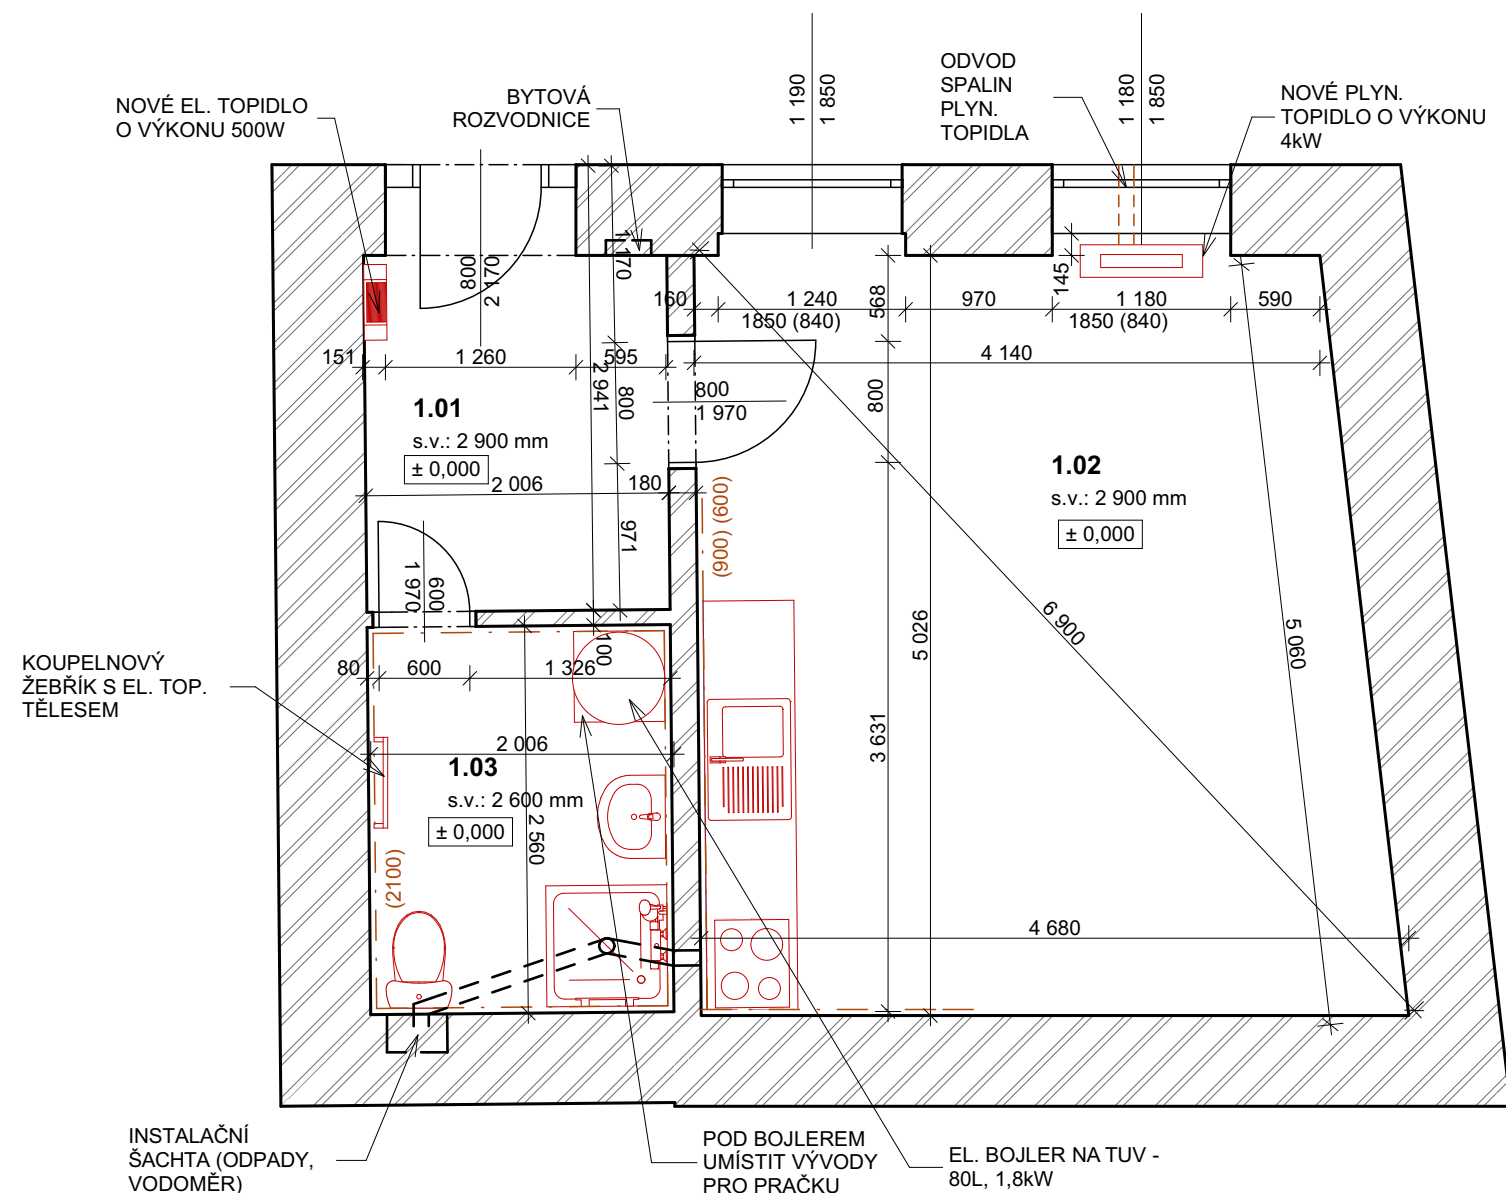 NOVÉ EL. TOPIDLO
O VÝKONU 500W
BYTOVÁ
ROZVODNICE
1 190
1 850
ODVOD
SPALIN
PLYN.
TOPIDLA
1 180
1 850
NOVÉ PLYN.
TOPIDLO O VÝKONU
4kW
800
2 170
1 170
160
1 240
1850 (840)
568
970
145
1 180
1850 (840)
590
151
1 260
595
4 140
2 941
800
800
1 970
800
1.01
s.v.: 2 900 mm
± 0,000
2 006
180
971
(900) (600)
1.02
s.v.: 2 900 mm
± 0,000
600
1 970
5 026
6 900
5 060
KOUPELNOVÝ
ŽEBŘÍK S EL. TOP.
TĚLESEM
80
600
1 326
100
2 006
1.03
s.v.: 2 600 mm
± 0,000
2 560
3 631
(2100)
4 680
INSTALAČNÍ
ŠACHTA (ODPADY,
VODOMĚR)
POD BOJLEREM
UMÍSTIT VÝVODY
PRO PRAČKU
EL. BOJLER NA TUV -
80L, 1,8kW